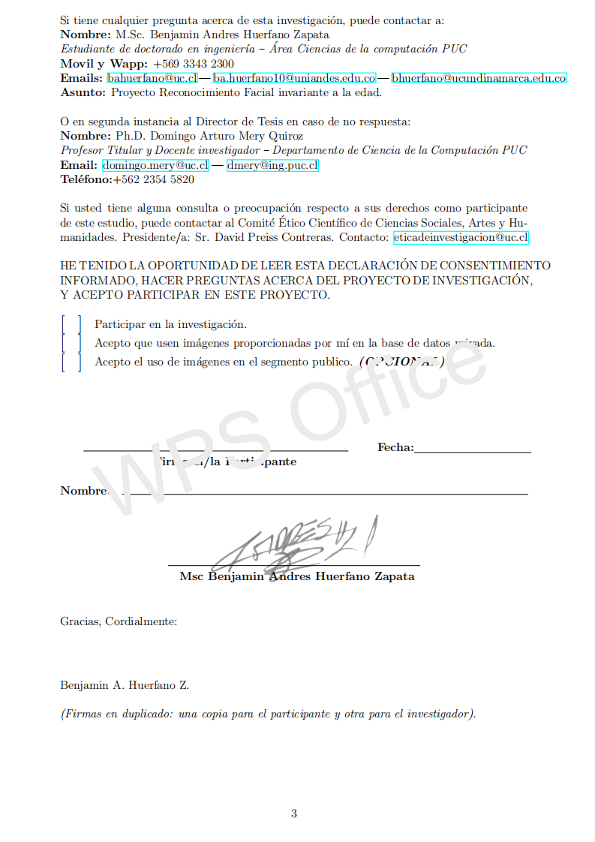 Si tiene cualquier pregunta acerca de esta investigación, puede contactar a:
Nombre: M.Sc. Benjamin Andres Huerfano Zapata
Estudiante de doctorado en ingeniería – Área Ciencias de la computación PUC
Movil y Wapp: +569 3343 2300
Emails: bahuerfano@uc.cl — ba.huerfano10@uniandes.edu.co — bhuerfano@ucundinamarca.edu.co
Asunto: Proyecto Reconocimiento Facial invariante a la edad.
O en segunda instancia al Director de Tesis en caso de no respuesta:
Nombre: Ph.D. Domingo Arturo Mery Quiroz
Profesor Titular y Docente investigador – Departamento de Ciencia de la Computación PUC
Email: domingo.mery@uc.cl — dmery@ing.puc.cl
Teléfono:+562 2354 5820
Si usted tiene alguna consulta o preocupación respecto a sus derechos como participante
de este estudio, puede contactar al Comité Ético Científico de Ciencias Sociales, Artes y Hu-
manidades. Presidente/a: Sr. David Preiss Contreras. Contacto: eticadeinvestigacion@uc.cl
HE TENIDO LA OPORTUNIDAD DE LEER ESTA DECLARACIÓN DE CONSENTIMIENTO
INFORMADO, HACER PREGUNTAS ACERCA DEL PROYECTO DE INVESTIGACIÓN,
Y ACEPTO PARTICIPAR EN ESTE PROYECTO.
[ ] Participar en la investigación.
[ ] Acepto que usen imágenes proporcionadas por mí en la base de datos privada.
[ ] Acepto el uso de imágenes en el segmento publico. (OPCIONAL)
Fecha:
Firma del/la Participante
Nombre:
Msc Benjamin Andres Huerfano Zapata
Gracias, Cordialmente:
Benjamin A. Huerfano Z.
(Firmas en duplicado: una copia para el participante y otra para el investigador).
3
WPS Office